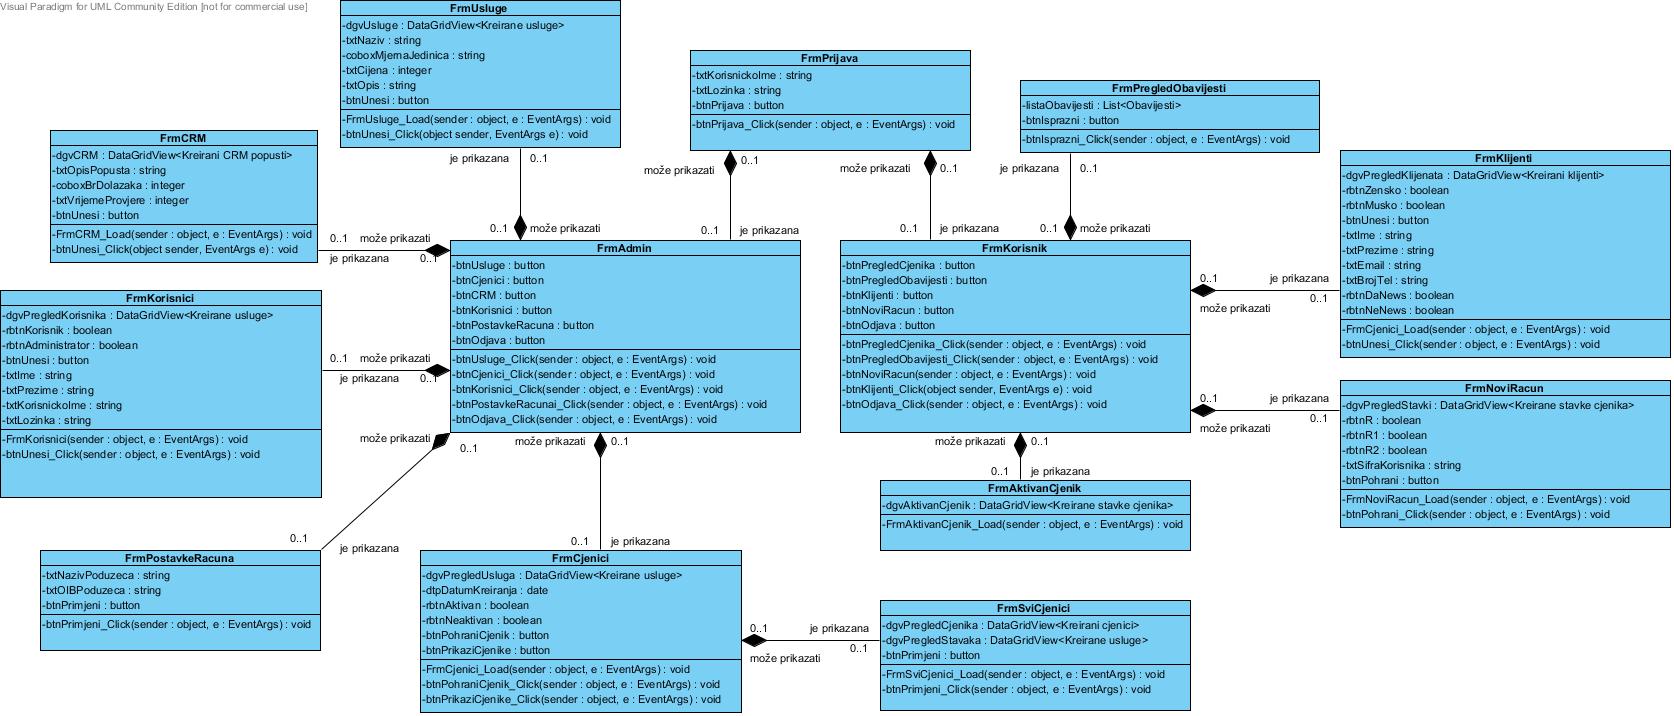 Visual Paradigm for UML Community Edition [not for commercial use]
FrmUsluge
-dgvUsluge : DataGridView<Kreirane usluge>
-txtNaziv : string
-coboxMjernaJedinica : string
-txtCijena : integer
-txtOpis : string
-btnUnesi : button
-FrmUsluge_Load(sender : object, e : EventArgs) : void
-btnUnesi_Click(object sender, EventArgs e) : void
je prikazana
0..1
0..1
može prikazati
FrmPrijava
-txtKorisnickoIme : string
-txtLozinka : string
-btnPrijava : button
-btnPrijava_Click(sender : object, e : EventArgs) : void
može prikazati
0..1
0..1
je prikazana
može prikazati
0..1
0..1
je prikazana
FrmPregledObavijesti
-listaObavijesti : List<Obavijesti>
-btnIsprazni : button
-btnIsprazni_Click(sender : object, e : EventArgs) : void
je prikazana
0..1
0..1
može prikazati
FrmCRM
-dgvCRM : DataGridView<Kreirani CRM popusti>
-txtOpisPopusta : string
-coboxBrDolazaka : integer
-txtVrijemeProvjere : integer
-btnUnesi : button
-FrmCRM_Load(sender : object, e : EventArgs) : void
-btnUnesi_Click(object sender, EventArgs e) : void
0..1
može prikazati
je prikazana
0..1
FrmKlijenti
-dgvPregledKlijenata : DataGridView<Kreirani klijenti>
-rbtnZensko : boolean
-rbtnMusko : boolean
-btnUnesi : button
-txtIme : string
-txtPrezime : string
-txtEmail : string
-txtBrojTel : string
-rbtnDaNews : boolean
-rbtnNeNews : boolean
-FrmCjenici_Load(sender : object, e : EventArgs) : void
-btnUnesi_Click(sender : object, e : EventArgs) : void
FrmAdmin
-btnUsluge : button
-btnCjenici : button
-btnCRM : button
-btnKorisnici : button
-btnPostavkeRacuna : button
-btnOdjava : button
-btnUsluge_Click(sender : object, e : EventArgs) : void
-btnCjenici_Click(sender : object, e : EventArgs) : void
-btnKorisnici_Click(sender : object, e : EventArgs) : void
-btnPostavkeRacunai_Click(sender : object, e : EventArgs) : void
-btnOdjava_Click(sender : object, e : EventArgs) : void
FrmKorisnik
-btnPregledCjenika : button
-btnPregledObavijesti : button
-btnKlijenti : button
-btnNoviRacun : button
-btnOdjava : button
-btnPregledCjenika_Click(sender : object, e : EventArgs) : void
-btnPregledObavijesti_Click(sender : object, e : EventArgs) : void
-btnNoviRacun(sender : object, e : EventArgs) : void
-btnKlijenti_Click(object sender, EventArgs e) : void
-btnOdjava_Click(sender : object, e : EventArgs) : void
0..1
je prikazana
može prikazati
0..1
FrmKorisnici
-dgvPregledKorisnika : DataGridView<Kreirane usluge>
-rbtnKorisnik : boolean
-rbtnAdministrator : boolean
-btnUnesi : button
-txtIme : string
-txtPrezime : string
-txtKorisnickoIme : string
-txtLozinka : string
-FrmKorisnici(sender : object, e : EventArgs) : void
-btnUnesi_Click(sender : object, e : EventArgs) : void
0..1
može prikazati
je prikazana
0..1
FrmNoviRacun
-dgvPregledStavki : DataGridView<Kreirane stavke cjenika>
-rbtnR : boolean
-rbtnR1 : boolean
-rbtnR2 : boolean
-txtSifraKorisnika : string
-btnPohrani : button
-FrmNoviRacun_Load(sender : object, e : EventArgs) : void
-btnPohrani_Click(sender : object, e : EventArgs) : void
0..1
je prikazana
može prikazati
0..1
može prikazati
0..1
0..1
je prikazana
može prikazati
0..1
0..1
je prikazana
može prikazati
0..1
0..1
je prikazana
FrmAktivanCjenik
-dgvAktivanCjenik : DataGridView<Kreirane stavke cjenika>
-FrmAktivanCjenik_Load(sender : object, e : EventArgs) : void
FrmPostavkeRacuna
-txtNazivPoduzeca : string
-txtOIBPoduzeca : string
-btnPrimjeni : button
-btnPrimjeni_Click(sender : object, e : EventArgs) : void
FrmCjenici
-dgvPregledUsluga : DataGridView<Kreirane usluge>
-dtpDatumKreiranja : date
-rbtnAktivan : boolean
-rbtnNeaktivan : boolean
-btnPohraniCjenik : button
-btnPrikaziCjenike : button
-FrmCjenici_Load(sender : object, e : EventArgs) : void
-btnPohraniCjenik_Click(sender : object, e : EventArgs) : void
-btnPrikaziCjenike_Click(sender : object, e : EventArgs) : void
0..1
je prikazana
može prikazati
0..1
FrmSviCjenici
-dgvPregledCjenika : DataGridView<Kreirani cjenici>
-dgvPregledStavaka : DataGridView<Kreirane usluge>
-btnPrimjeni : button
-FrmSviCjenici_Load(sender : object, e : EventArgs) : void
-btnPrimjeni_Click(sender : object, e : EventArgs) : void